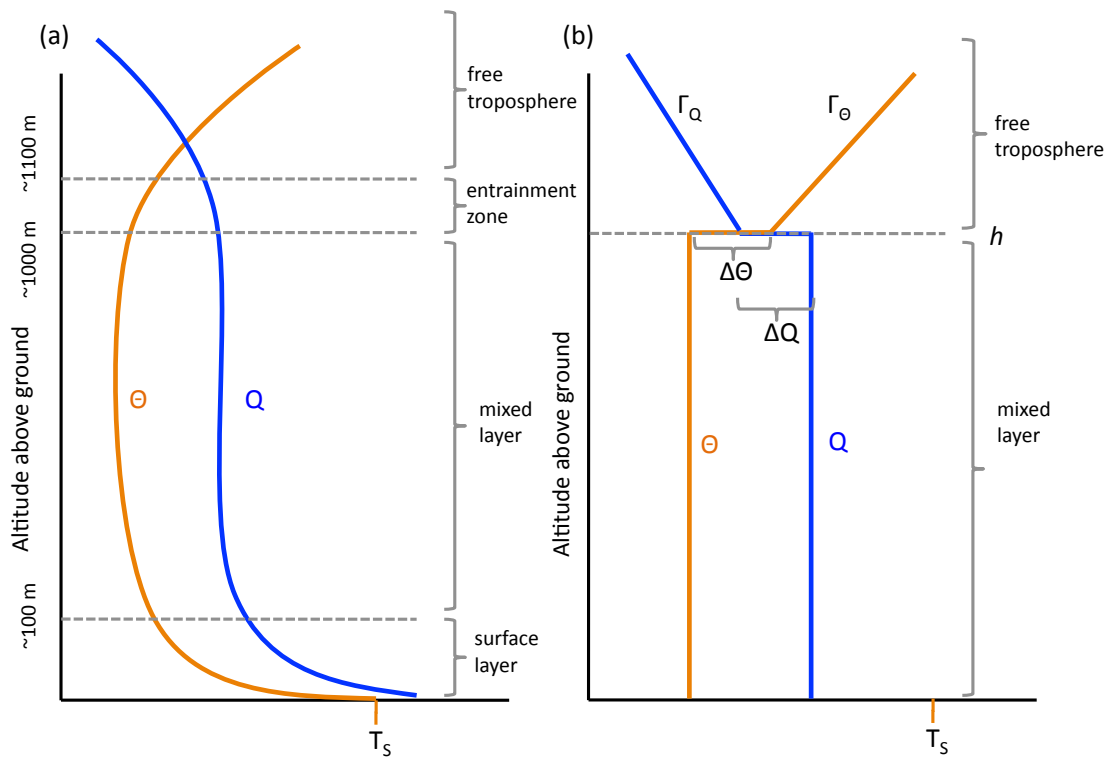 (a)
free
troposphere
~1100 m
entrainment
zone
~1000 m
Altitude above ground
Θ
Q
mixed
layer
~100 m
surface
layer
T_S
(b)
Γ_Q
Γ_Θ
free
troposphere
h
ΔΘ
ΔQ
Altitude above ground
Θ
Q
mixed
layer
T_S